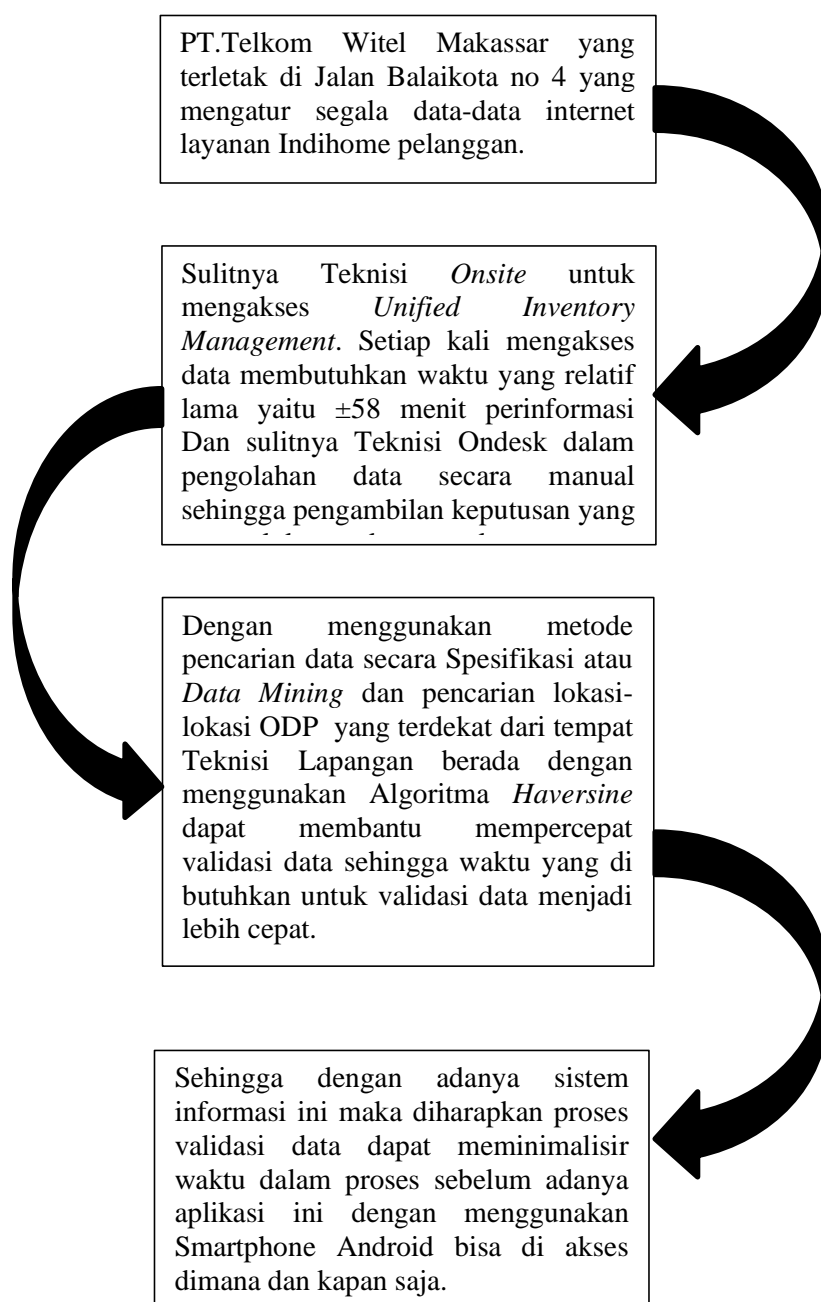 PT.Telkom Witel Makassar yang
terletak di Jalan Balaikota no 4 yang
mengatur segala data-data internet
layanan Indihome pelanggan.
Sulitnya Teknisi Onsite untuk
mengakses Unified Inventory
Management. Setiap kali mengakses
data membutuhkan waktu yang relatif
lama yaitu ±58 menit perinformasi
Dan sulitnya Teknisi Ondesk dalam
pengolahan data secara manual
sehingga pengambilan keputusan yang
Dengan menggunakan metode
pencarian data secara Spesifikasi atau
Data Mining dan pencarian lokasi-
lokasi ODP yang terdekat dari tempat
Teknisi Lapangan berada dengan
menggunakan Algoritma Haversine
dapat membantu mempercepat
validasi data sehingga waktu yang di
butuhkan untuk validasi data menjadi
lebih cepat.
Sehingga dengan adanya sistem
informasi ini maka diharapkan proses
validasi data dapat meminimalisir
waktu dalam proses sebelum adanya
aplikasi ini dengan menggunakan
Smartphone Android bisa di akses
dimana dan kapan saja.